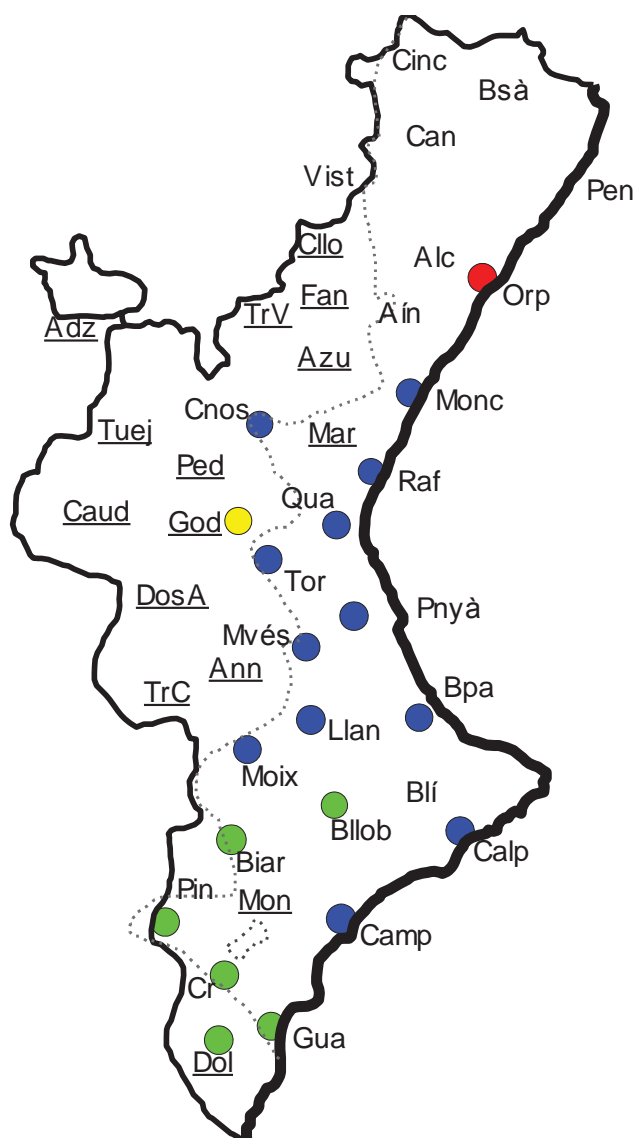 Cinc
Bsà
Can
Vist
Pen
Cllo
Alc
Fan
Orp
TrV
Aín
Adz
Azu
Monc
Cnos
Tuej
Mar
Ped
Raf
Qua
Caud
God
Tor
DosA
Pnyà
Mvés
Ann
TrC
Bpa
Llan
Moix
Blí
Bllob
Calp
Biar
Pin
Mon
Camp
Cr
Gua
Dol